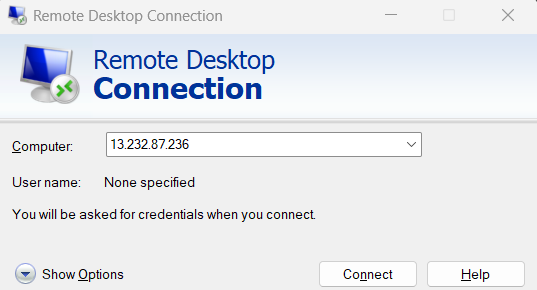 Remote Desktop Connection
Remote Desktop
Connection
Computer: 13.232.87.236
User name: None specified
You will be asked for credentials when you connect.
Show Options Connect Help